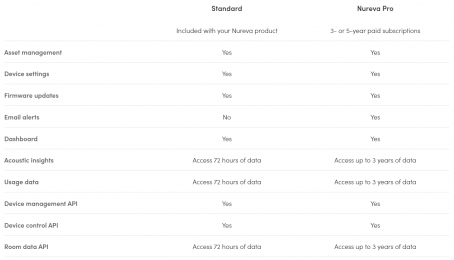 Standard Nureva Pro
Included with your Nureva product 3- or 5-year paid subscriptions
Asset management Yes Yes
Device settings Yes Yes
Firmware updates Yes Yes
Email alerts No Yes
Dashboard Yes Yes
Acoustic insights Access 72 hours of data Access up to 3 years of data
Usage data Access 72 hours of data Access up to 3 years of data
Device management API Yes Yes
Device control API Yes Yes
Room data API Access 72 hours of data Access up to 3 years of data